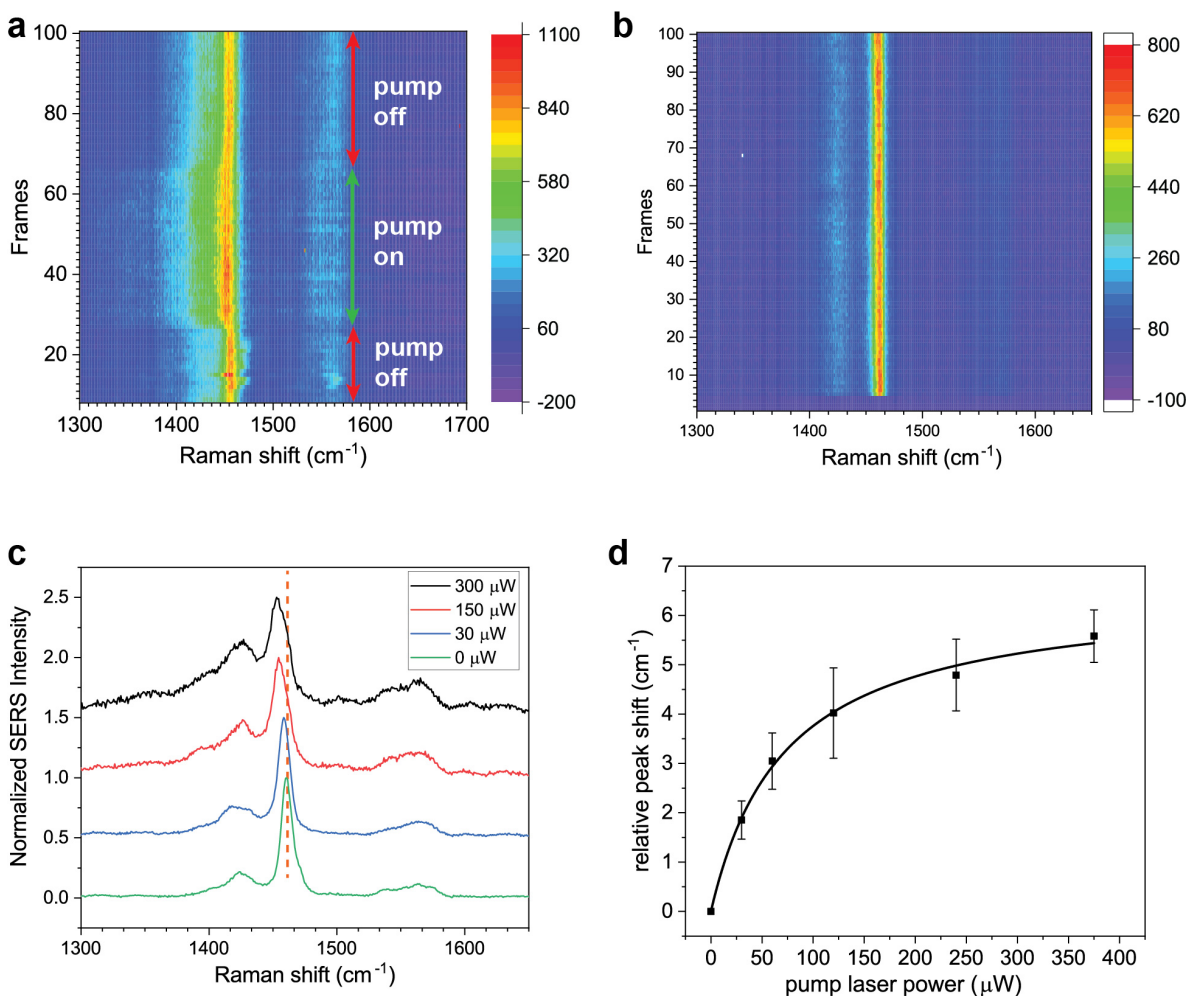 a
100
80
60
40
20
Frames
1300
1400
1500
1600
1700
Raman shift (cm⁻¹)
pump
off
pump
on
pump
off
1100
840
580
320
60
-200
b
100
90
80
70
60
50
40
30
20
10
Frames
1300
1400
1500
1600
Raman shift (cm⁻¹)
800
620
440
260
80
-100
c
Normalized SERS Intensity
2.5
2.0
1.5
1.0
0.5
0.0
1300
1400
1500
1600
Raman shift (cm⁻¹)
300 μW
150 μW
30 μW
0 μW
d
relative peak shift (cm⁻¹)
7
6
5
4
3
2
1
0
0
50
100
150
200
250
300
350
400
pump laser power (μW)